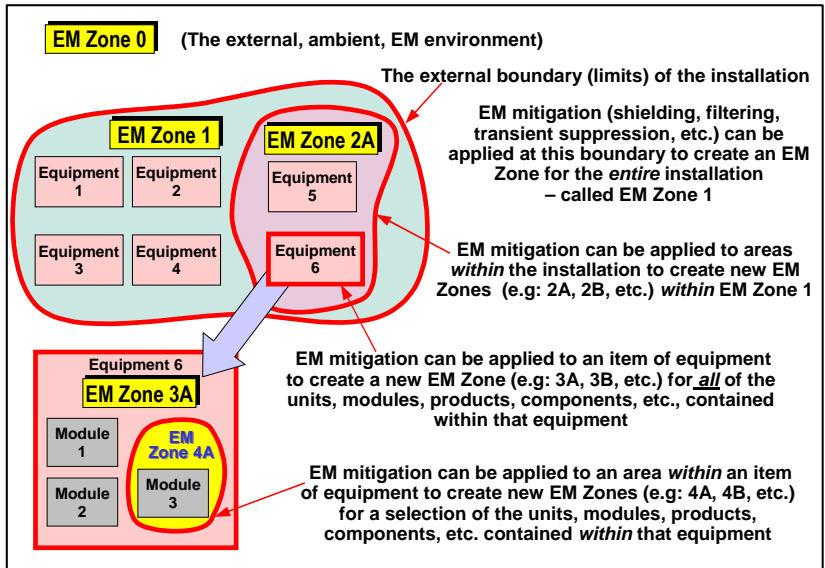 EM Zone 0
(The external, ambient, EM environment)
The external boundary (limits) of the installation
EM mitigation (shielding, filtering,
transient suppression, etc.) can be
applied at this boundary to create an EM
Zone for the entire installation
– called EM Zone 1
EM Zone 1
EM Zone 2A
Equipment
1
Equipment
2
Equipment
5
Equipment
3
Equipment
4
Equipment
6
EM mitigation can be applied to areas
within the installation to create new EM
Zones (e.g: 2A, 2B, etc.) within EM Zone 1
EM mitigation can be applied to an item of equipment
to create a new EM Zone (e.g: 3A, 3B, etc.) for all of the
units, modules, products, components, etc., contained
within that equipment
Equipment 6
EM Zone 3A
Module
1
EM
Zone 4A
Module
2
Module
3
EM mitigation can be applied to an area within an item
of equipment to create new EM Zones (e.g: 4A, 4B, etc.)
for a selection of the units, modules, products,
components, etc. contained within that equipment